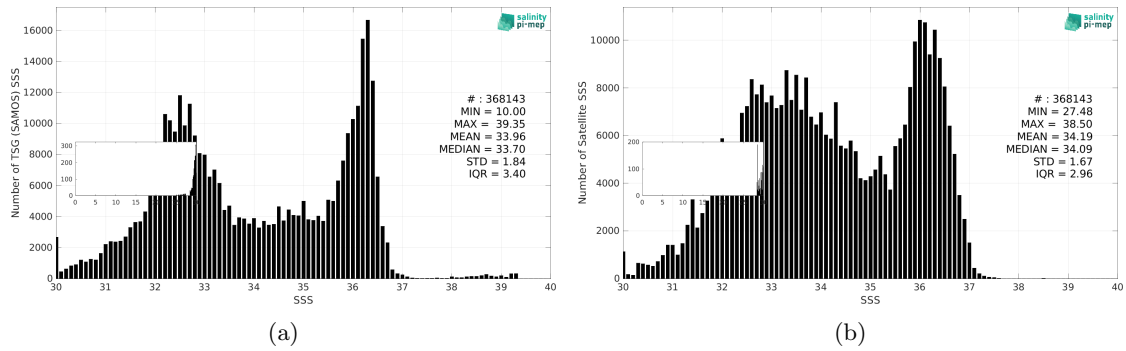 salinity
pi-mep
16000
14000
12000
10000
8000
6000
4000
2000
0
Number of TSG (SAMOS) SSS
# : 368143
MIN = 10.00
MAX = 39.35
MEAN = 33.96
MEDIAN = 33.70
STD = 1.84
IQR = 3.40
300
200
100
0
0 5 10 15
30 31 32 33 34 35 36 37 38 39 40
SSS
(a)
salinity
pi-mep
10000
8000
6000
4000
2000
0
Number of Satellite SSS
# : 368143
MIN = 27.48
MAX = 38.50
MEAN = 34.19
MEDIAN = 34.09
STD = 1.67
IQR = 2.96
200
100
0
0 5 10 15
30 31 32 33 34 35 36 37 38 39 40
SSS
(b)